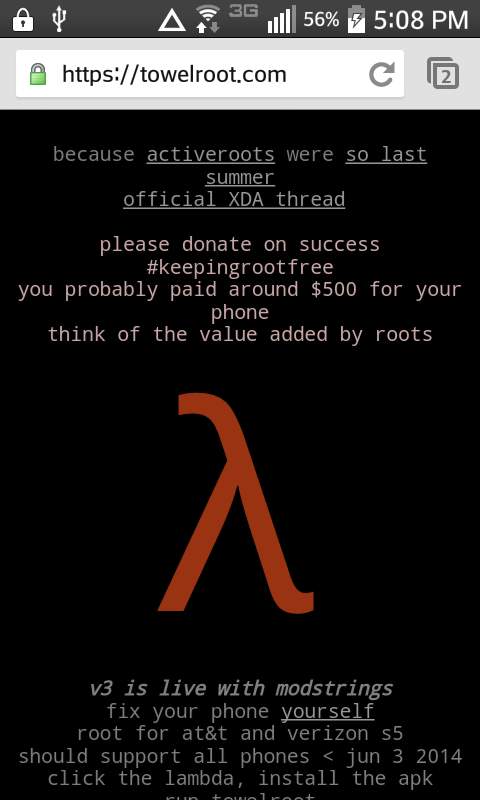 3G 56% 5:08 PM
https://towelroot.com 2
because activeroots were so last
summer
official XDA thread
please donate on success
#keepingrootfree
you probably paid around $500 for your
phone
think of the value added by roots
λ
v3 is live with modstrings
fix your phone yourself
root for at&t and verizon s5
should support all phones < jun 3 2014
click the lambda, install the apk
run towelroot